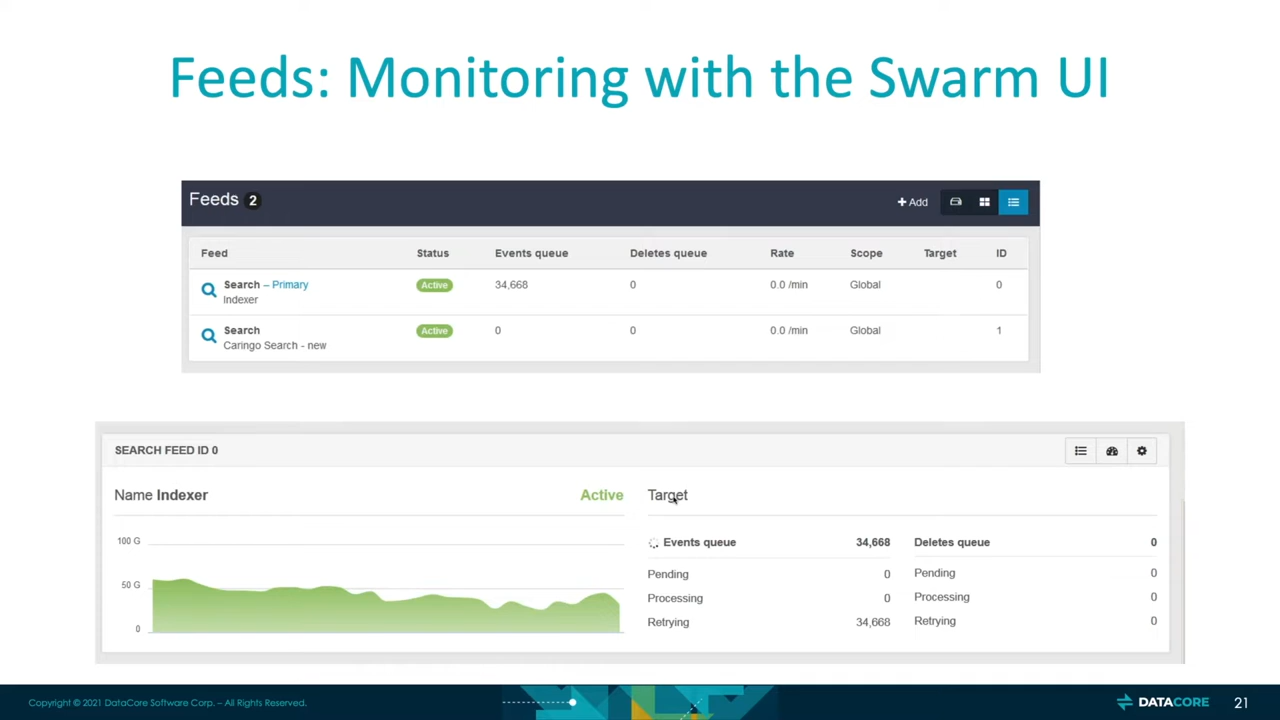 Feeds: Monitoring with the Swarm UI
Feeds 2
Add
Feed Status Events queue Deletes queue Rate Scope Target ID
Search – Primary Active 34,668 0 0.0 /min Global 0
Indexer
Search Active 0 0 0.0 /min Global 1
Caringo Search - new
SEARCH FEED ID 0
Name Indexer Active Target
100 G
50 G
0
Events queue 34,668 Deletes queue 0
Pending 0 Pending 0
Processing 0 Processing 0
Retrying 34,668 Retrying 0
Copyright © 2021 DataCore Software Corp. – All Rights Reserved.
DATACORE 21